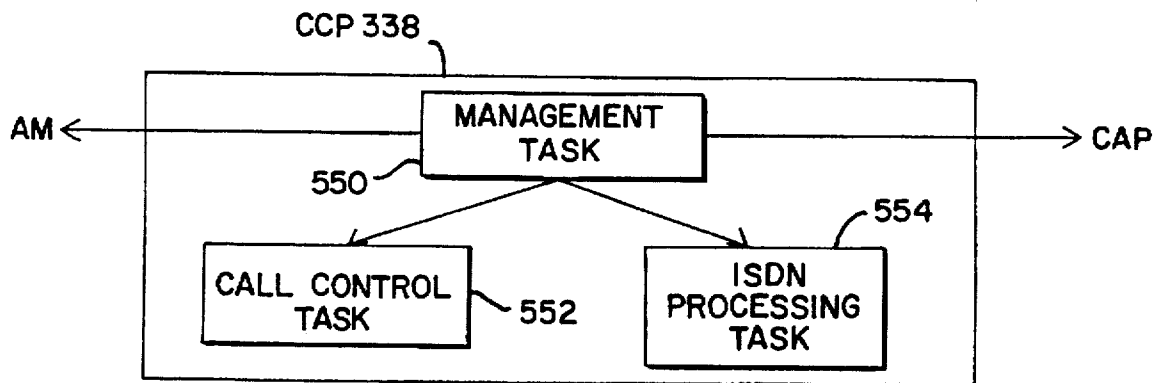 CCP 338
AM
MANAGEMENT
TASK
CAP
550
554
CALL CONTROL
TASK
552
ISDN
PROCESSING
TASK